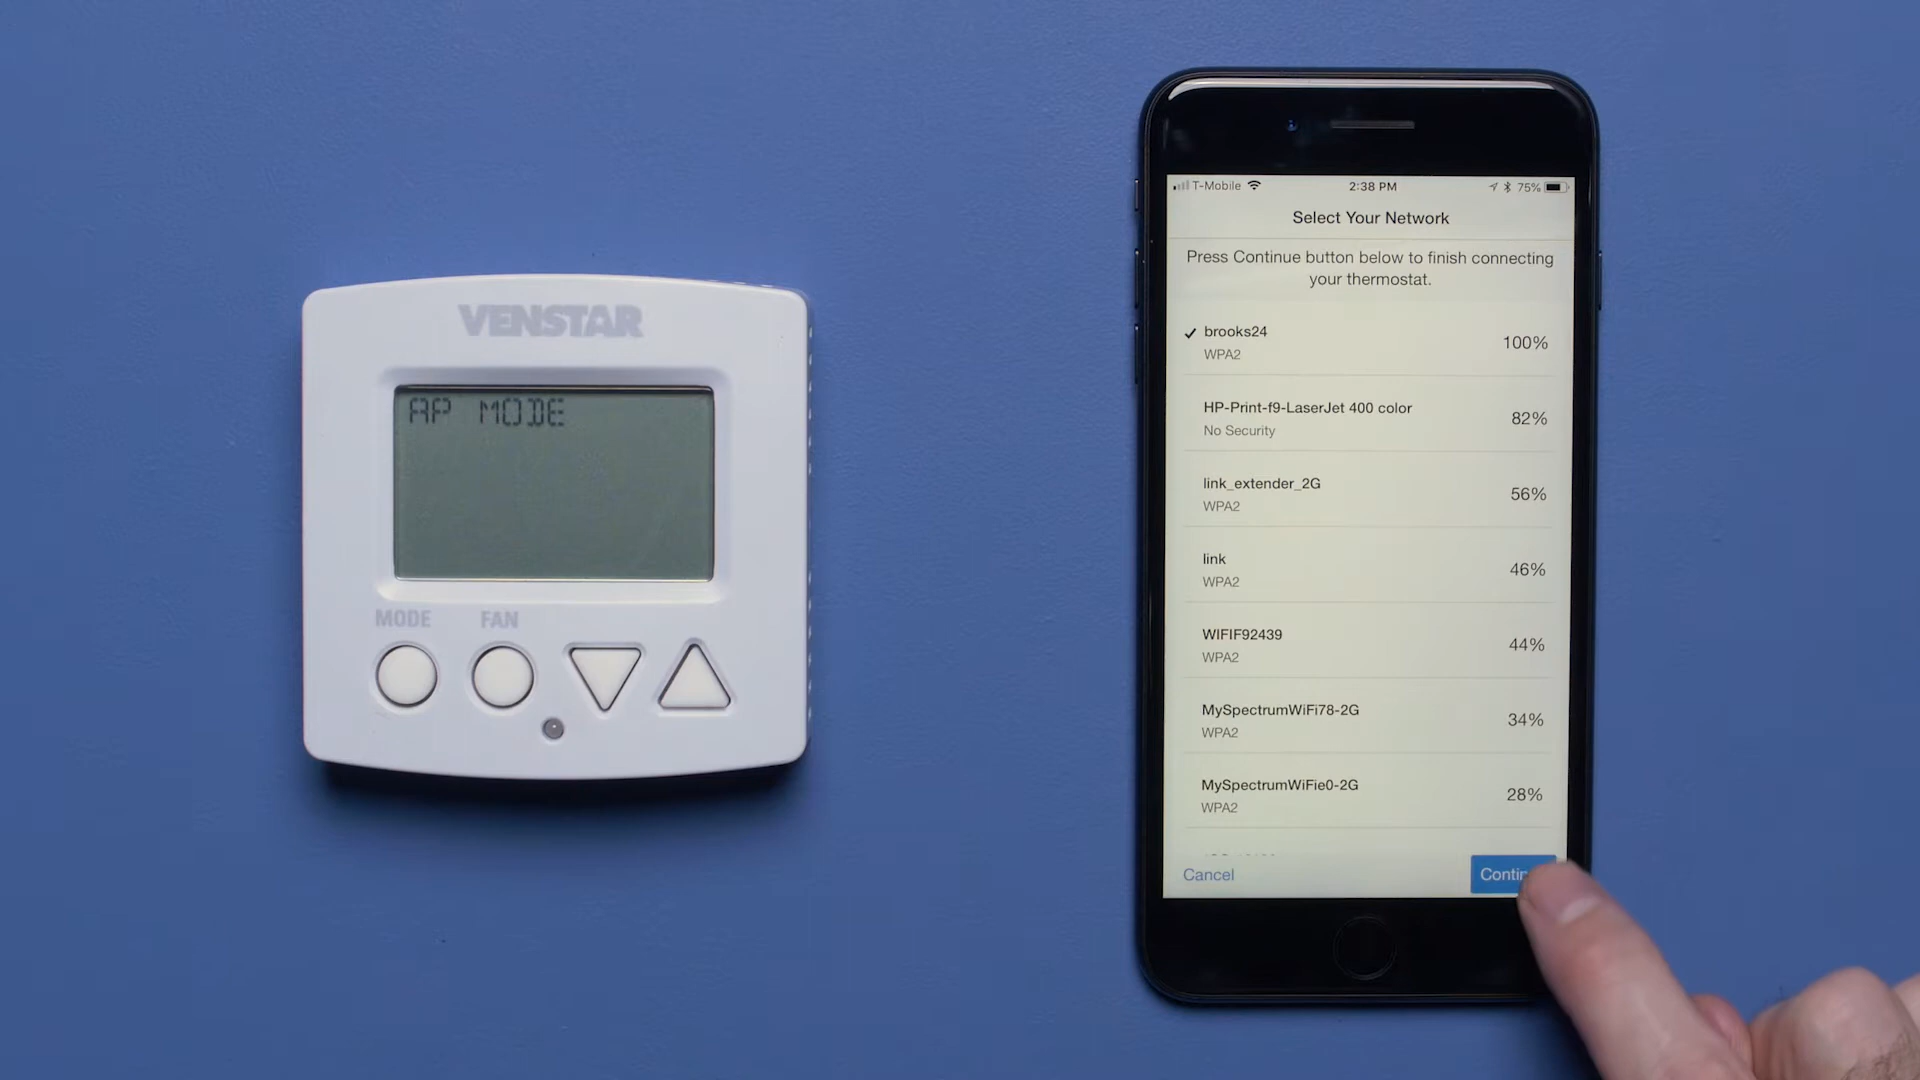 VENSTAR
AP MODE
MODE FAN
T-Mobile 2:38 PM 75%
Select Your Network
Press Continue button below to finish connecting
your thermostat.
brooks24
WPA2
100%
HP-Print-f9-LaserJet 400 color
No Security
82%
link_extender_2G
WPA2
56%
link
WPA2
46%
WIFIF92439
WPA2
44%
MySpectrumWiFi78-2G
WPA2
34%
MySpectrumWiFie0-2G
WPA2
28%
Cancel